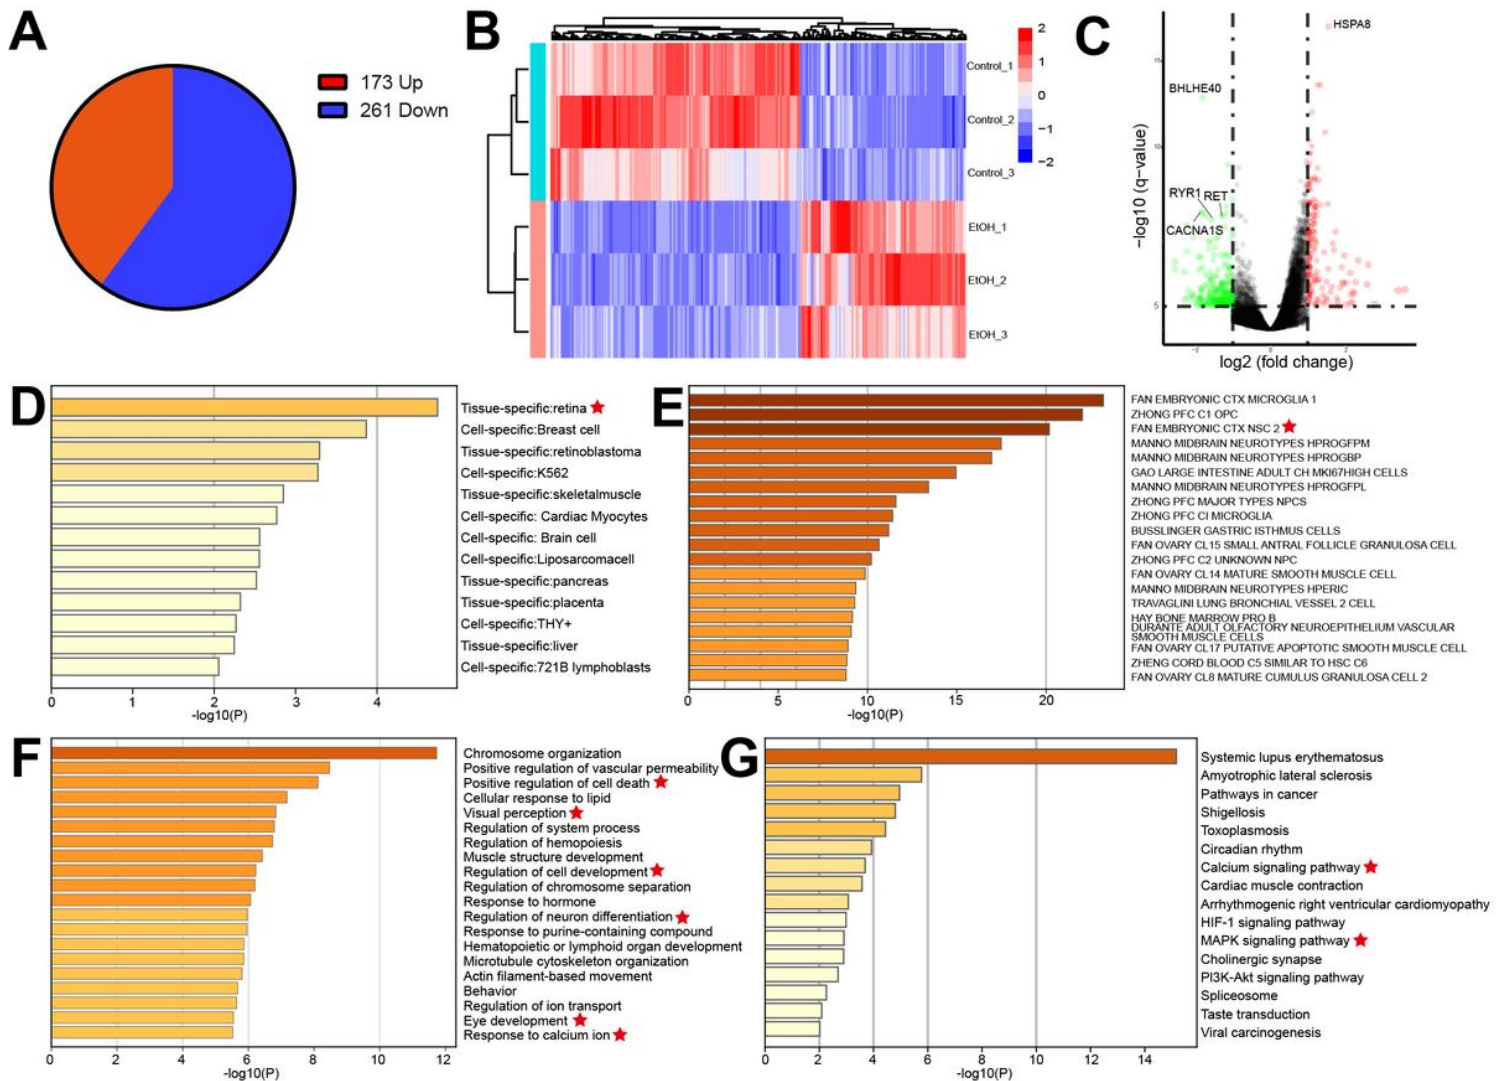 A
173 Up
261 Down
B
Control_1
Control_2
Control_3
EtOH_1
EtOH_2
EtOH_3
2
1
0
−1
−2
C
HSPA8
BHLHE40
RYR1
RET
CACNA1S
15
10
5
-log10 (q-value)
−2
0
2
log2 (fold change)
D
Tissue-specific:retina
Cell-specific:Breast cell
Tissue-specific:retinoblastoma
Cell-specific:K562
Tissue-specific:skeletalmuscle
Cell-specific: Cardiac Myocytes
Cell-specific: Brain cell
Cell-specific:Liposarcomacell
Tissue-specific:pancreas
Tissue-specific:placenta
Cell-specific:THY+
Tissue-specific:liver
Cell-specific:721B lymphoblasts
0 1 2 3 4
-log10(P)
E
FAN EMBRYONIC CTX MICROGLIA 1
ZHONG PFC C1 OPC
FAN EMBRYONIC CTX NSC 2
MANNO MIDBRAIN NEUROTYPES HPROGFPM
MANNO MIDBRAIN NEUROTYPES HPROGBP
GAO LARGE INTESTINE ADULT CH MKI67HIGH CELLS
MANNO MIDBRAIN NEUROTYPES HPROGFPL
ZHONG PFC MAJOR TYPES NPCS
ZHONG PFC CI MICROGLIA
BUSSLINGER GASTRIC ISTHMUS CELLS
FAN OVARY CL15 SMALL ANTRAL FOLLICLE GRANULOSA CELL
ZHONG PFC C2 UNKNOWN NPC
FAN OVARY CL14 MATURE SMOOTH MUSCLE CELL
MANNO MIDBRAIN NEUROTYPES HPERIC
TRAVAGLINI LUNG BRONCHIAL VESSEL 2 CELL
HAY BONE MARROW PRO B
DURANTE ADULT OLFACTORY NEUROEPITHELIUM VASCULAR
SMOOTH MUSCLE CELLS
FAN OVARY CL17 PUTATIVE APOPTOTIC SMOOTH MUSCLE CELL
ZHENG CORD BLOOD C5 SIMILAR TO HSC C6
FAN OVARY CL8 MATURE CUMULUS GRANULOSA CELL 2
0 5 10 15 20
-log10(P)
F
Chromosome organization
Positive regulation of vascular permeability
Positive regulation of cell death
Cellular response to lipid
Visual perception
Regulation of system process
Regulation of hemopoiesis
Muscle structure development
Regulation of cell development
Regulation of chromosome separation
Response to hormone
Regulation of neuron differentiation
Response to purine-containing compound
Hematopoietic or lymphoid organ development
Microtubule cytoskeleton organization
Actin filament-based movement
Behavior
Regulation of ion transport
Eye development
Response to calcium ion
0 2 4 6 8 10 12
-log10(P)
G
Systemic lupus erythematosus
Amyotrophic lateral sclerosis
Pathways in cancer
Shigellosis
Toxoplasmosis
Circadian rhythm
Calcium signaling pathway
Cardiac muscle contraction
Arrhythmogenic right ventricular cardiomyopathy
HIF-1 signaling pathway
MAPK signaling pathway
Cholinergic synapse
PI3K-Akt signaling pathway
Spliceosome
Taste transduction
Viral carcinogenesis
0 2 4 6 8 10 12 14
-log10(P)